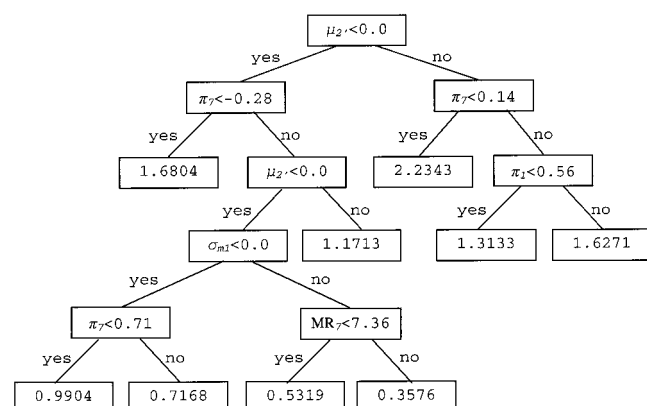 μ2'<0.0
yes no
π7<-0.28 π7<0.14
yes no yes no
1.6804 μ2'<0.0 2.2343 π1<0.56
yes no yes no
σm1<0.0 1.1713 1.3133 1.6271
yes no
π7<0.71 MR7<7.36
yes no yes no
0.9904 0.7168 0.5319 0.3576